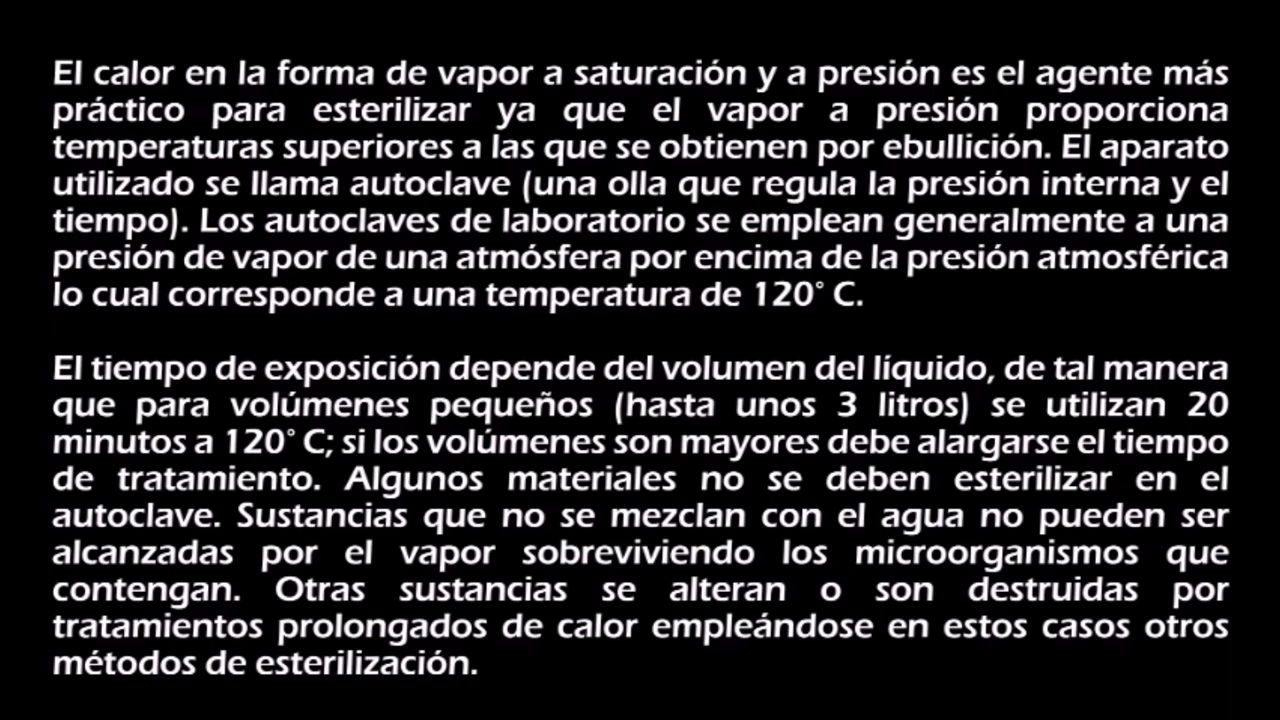 El calor en la forma de vapor a saturación y a presión es el agente más
práctico para esterilizar ya que el vapor a presión proporciona
temperaturas superiores a las que se obtienen por ebullición. El aparato
utilizado se llama autoclave (una olla que regula la presión interna y el
tiempo). Los autoclaves de laboratorio se emplean generalmente a una
presión de vapor de una atmósfera por encima de la presión atmosférica
lo cual corresponde a una temperatura de 120° C.
El tiempo de exposición depende del volumen del líquido, de tal manera
que para volúmenes pequeños (hasta unos 3 litros) se utilizan 20
minutos a 120° C; si los volúmenes son mayores debe alargarse el tiempo
de tratamiento. Algunos materiales no se deben esterilizar en el
autoclave. Sustancias que no se mezclan con el agua no pueden ser
alcanzadas por el vapor sobreviviendo los microorganismos que
contengan. Otras sustancias se alteran o son destruidas por
tratamientos prolongados de calor empleándose en estos casos otros
métodos de esterilización.